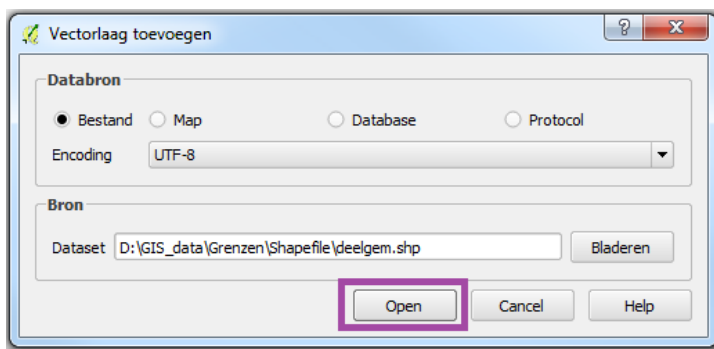 Vectorlaag toevoegen
Databron
Bestand Map Database Protocol
Encoding UTF-8
Bron
Dataset D:\GIS_data\Grenzen\Shapefile\deelgem.shp Bladeren
Open Cancel Help